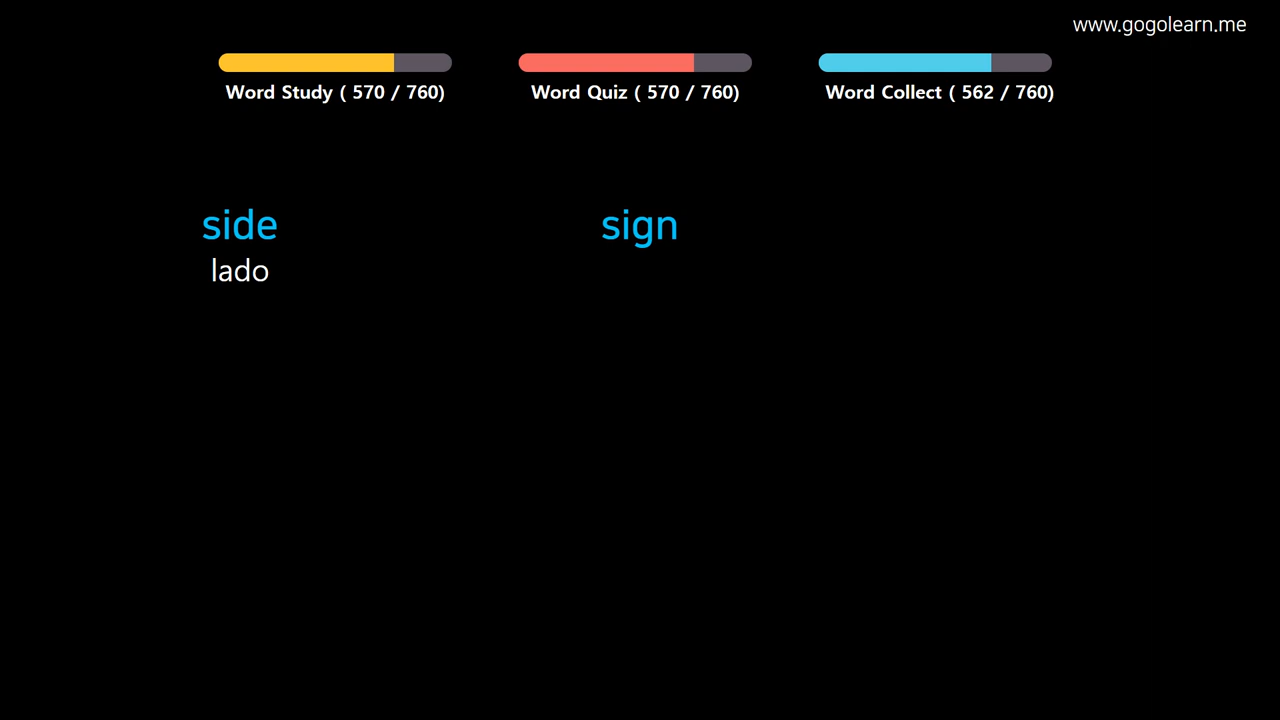 www.gogolearn.me
Word Study ( 570 / 760)
Word Quiz ( 570 / 760)
Word Collect ( 562 / 760)
side
lado
sign